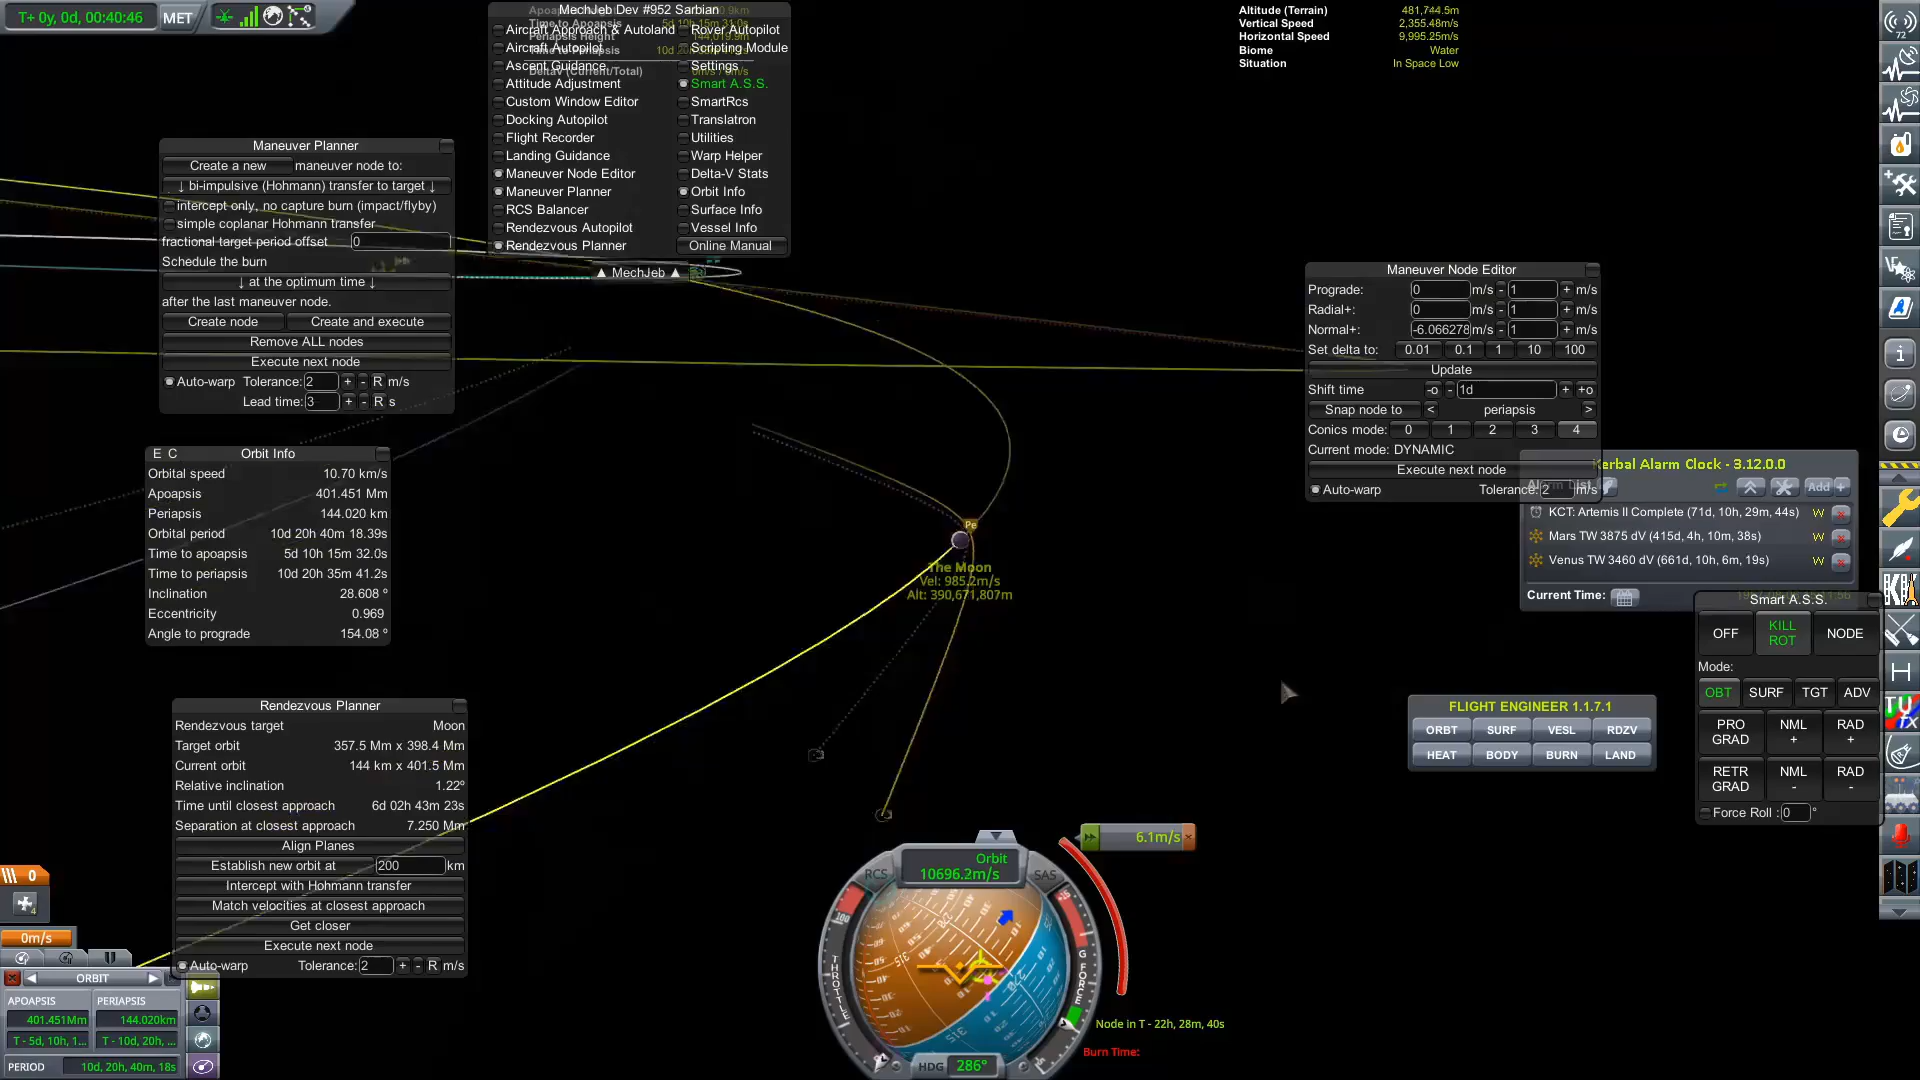 T+ 0y, 0d, 00:40:46
MET
MechJeb Dev #952 Sarbian
Aircraft Approach & Autoland
Rover Autopilot
Aircraft Autopilot
Scripting Module
Ascent Guidance
Settings
Attitude Adjustment
Smart A.S.S.
Custom Window Editor
SmartRcs
Docking Autopilot
Translatron
Flight Recorder
Utilities
Landing Guidance
Warp Helper
Maneuver Node Editor
Delta-V Stats
Maneuver Planner
Orbit Info
RCS Balancer
Surface Info
Rendezvous Autopilot
Vessel Info
Rendezvous Planner
Online Manual
▲ MechJeb ▲
Altitude (Terrain) 481,744.5m
Vertical Speed 2,355.48m/s
Horizontal Speed 9,995.25m/s
Biome Water
Situation In Space Low
72
Maneuver Planner
Create a new maneuver node to:
↓ bi-impulsive (Hohmann) transfer to target ↓
intercept only, no capture burn (impact/flyby)
simple coplanar Hohmann transfer
fractional target period offset 0
Schedule the burn
↓ at the optimum time ↓
after the last maneuver node.
Create node Create and execute
Remove ALL nodes
Execute next node
Auto-warp Tolerance: 2 + - R m/s
Lead time: 3 + - R s
E C Orbit Info
Orbital speed 10.70 km/s
Apoapsis 401.451 Mm
Periapsis 144.020 km
Orbital period 10d 20h 40m 18.39s
Time to apoapsis 5d 10h 15m 32.0s
Time to periapsis 10d 20h 35m 41.2s
Inclination 28.608 º
Eccentricity 0.969
Angle to prograde 154.08 º
Rendezvous Planner
Rendezvous target Moon
Target orbit 357.5 Mm x 398.4 Mm
Current orbit 144 km x 401.5 Mm
Relative inclination 1.22º
Time until closest approach 6d 02h 43m 23s
Separation at closest approach 7.250 Mm
Align Planes
Establish new orbit at 200 km
Intercept with Hohmann transfer
Match velocities at closest approach
Get closer
Execute next node
Auto-warp Tolerance: 2 + - R m/s
Pe
The Moon
Vel: 985.2m/s
Alt: 390,671,807m
Maneuver Node Editor
Prograde: 0 m/s - 1 + m/s
Radial+: 0 m/s - 1 + m/s
Normal+: -6.066278 m/s - 1 + m/s
Set delta to: 0.01 0.1 1 10 100
Update
Shift time -o - 1d + +o
Snap node to < periapsis >
Conics mode: 0 1 2 3 4
Current mode: DYNAMIC
Execute next node
Auto-warp Tolerance: 2 m/s
Kerbal Alarm Clock - 3.12.0.0
Alarm List
Add +
KCT: Artemis II Complete (71d, 10h, 29m, 44s) W
Mars TW 3875 dV (415d, 4h, 10m, 38s) W
Venus TW 3460 dV (661d, 10h, 6m, 19s) W
Current Time:
Smart A.S.S.
OFF KILL ROT NODE
Mode:
OBT SURF TGT ADV
PRO GRAD NML + RAD +
RETR GRAD NML - RAD -
Force Roll : 0 °
FLIGHT ENGINEER 1.1.7.1
ORBT SURF VESL RDZV
HEAT BODY BURN LAND
0
4
0m/s
ORBIT
APOAPSIS PERIAPSIS
401.451Mm 144.020km
T - 5d, 10h, 1... T - 10d, 20h, ...
PERIOD 10d, 20h, 40m, 18s
Orbit
10696.2m/s
RCS
SAS
THROTTLE
G FORCE
100
315
HDG 286°
6.1m/s
Node in T - 22h, 28m, 40s
Burn Time: